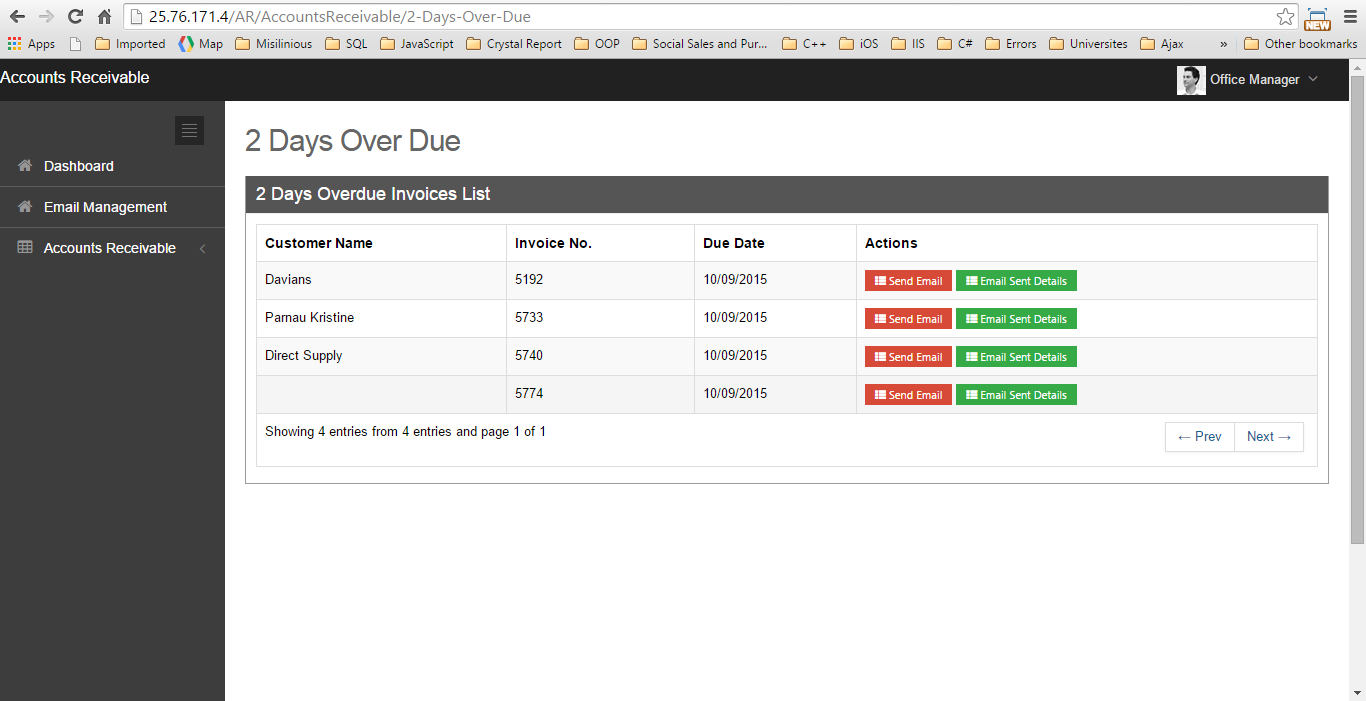 25.76.171.4/AR/AccountsReceivable/2-Days-Over-Due
NEW
Apps Imported Map Misilinious SQL JavaScript Crystal Report OOP Social Sales and Pur... C++ iOS IIS C# Errors Universites Ajax » Other bookmarks
Accounts Receivable Office Manager
Dashboard
Email Management
Accounts Receivable
2 Days Over Due
2 Days Overdue Invoices List
Customer Name Invoice No. Due Date Actions
Davians 5192 10/09/2015 Send Email Email Sent Details
Parnau Kristine 5733 10/09/2015 Send Email Email Sent Details
Direct Supply 5740 10/09/2015 Send Email Email Sent Details
5774 10/09/2015 Send Email Email Sent Details
Showing 4 entries from 4 entries and page 1 of 1 ← Prev Next →